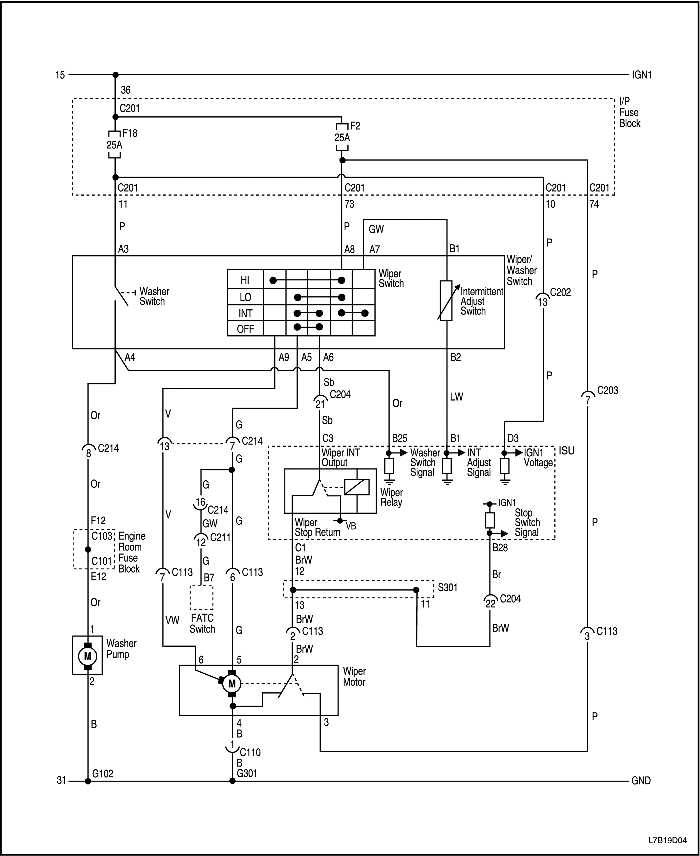 15
IGN1
36
C201
I/P
Fuse
Block
F18
25A
F2
25A
C201
C201
C201
C201
11
73
10
74
P
P
GW
P
P
A3
A8
A7
B1
Wiper/
Washer
Switch
Washer
Switch
HI
LO
INT
OFF
Wiper
Switch
Intermittent
Adjust
Switch
C202
13
A4
A9
A5
A6
B2
Sb
C204
21
Sb
Or
LW
P
C203
7
Or
V
G
C214
8
13
7
C214
C3
B25
B1
D3
Wiper INT
Output
Washer
Switch
Signal
INT
Adjust
Signal
IGN1
Voltage
ISU
Or
V
G
16
C214
GW
G
C211
12
G
B7
FATC
Switch
Wiper
Relay
VB
Wiper
Stop Return
IGN1
Stop
Switch
Signal
P
F12
C103
C101
E12
Engine
Room
Fuse
Block
C1
BrW
12
B28
Br
7
C113
6
C113
S301
13
11
C204
22
Or
VW
G
BrW
2
C113
BrW
BrW
3
C113
1
Washer
Pump
M
2
6
5
2
Wiper
Motor
M
4
3
B
B
1
C110
B
P
31
G102
G301
GND
L7B19D04